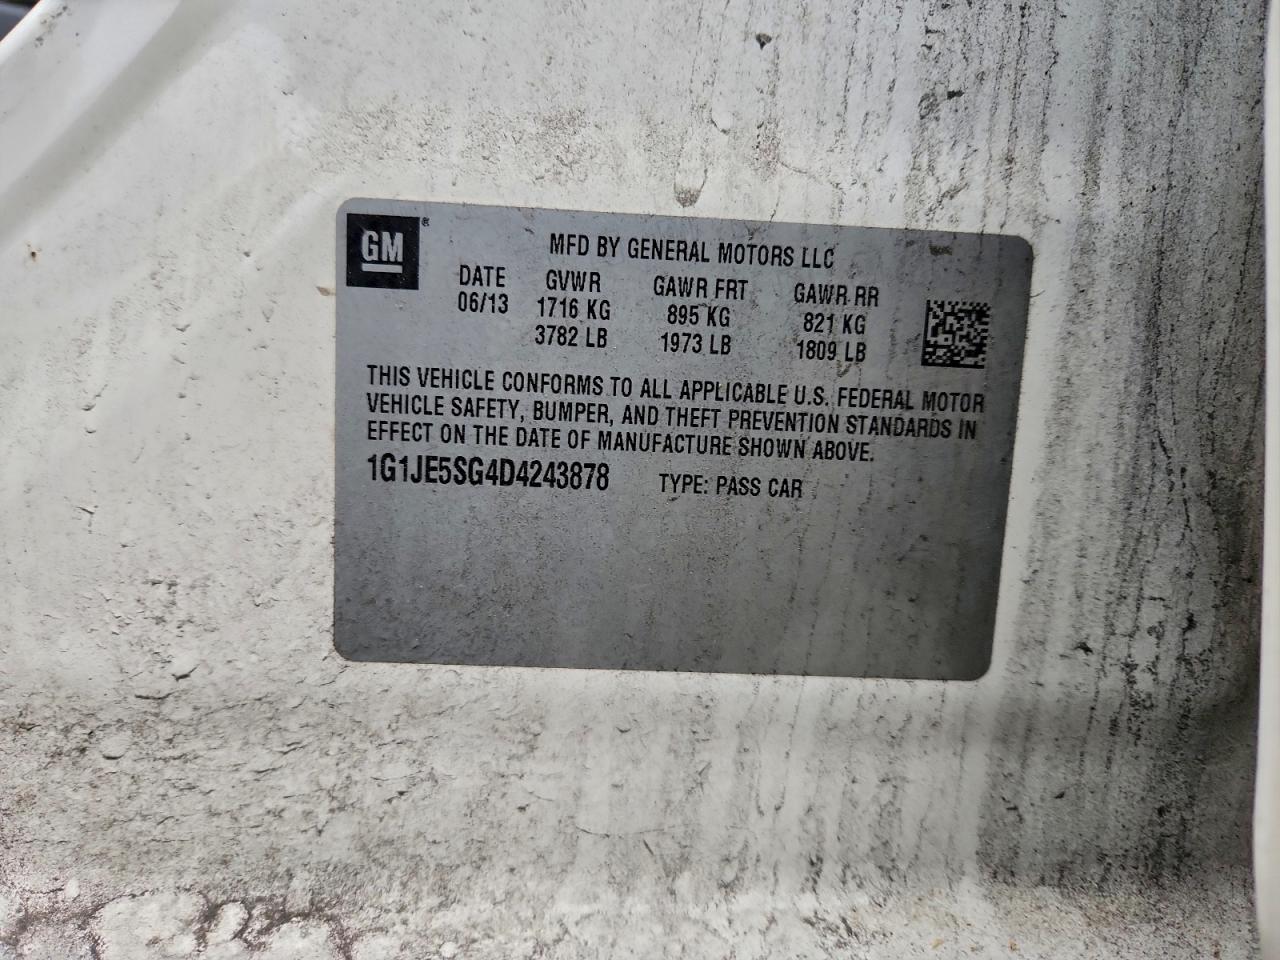 GM ®
MFD BY GENERAL MOTORS LLC
DATE GVWR GAWR FRT GAWR RR
06/13 1716 KG 895 KG 821 KG
3782 LB 1973 LB 1809 LB
THIS VEHICLE CONFORMS TO ALL APPLICABLE U.S. FEDERAL MOTOR
VEHICLE SAFETY, BUMPER, AND THEFT PREVENTION STANDARDS IN
EFFECT ON THE DATE OF MANUFACTURE SHOWN ABOVE.
1G1JE5SG4D4243878 TYPE: PASS CAR